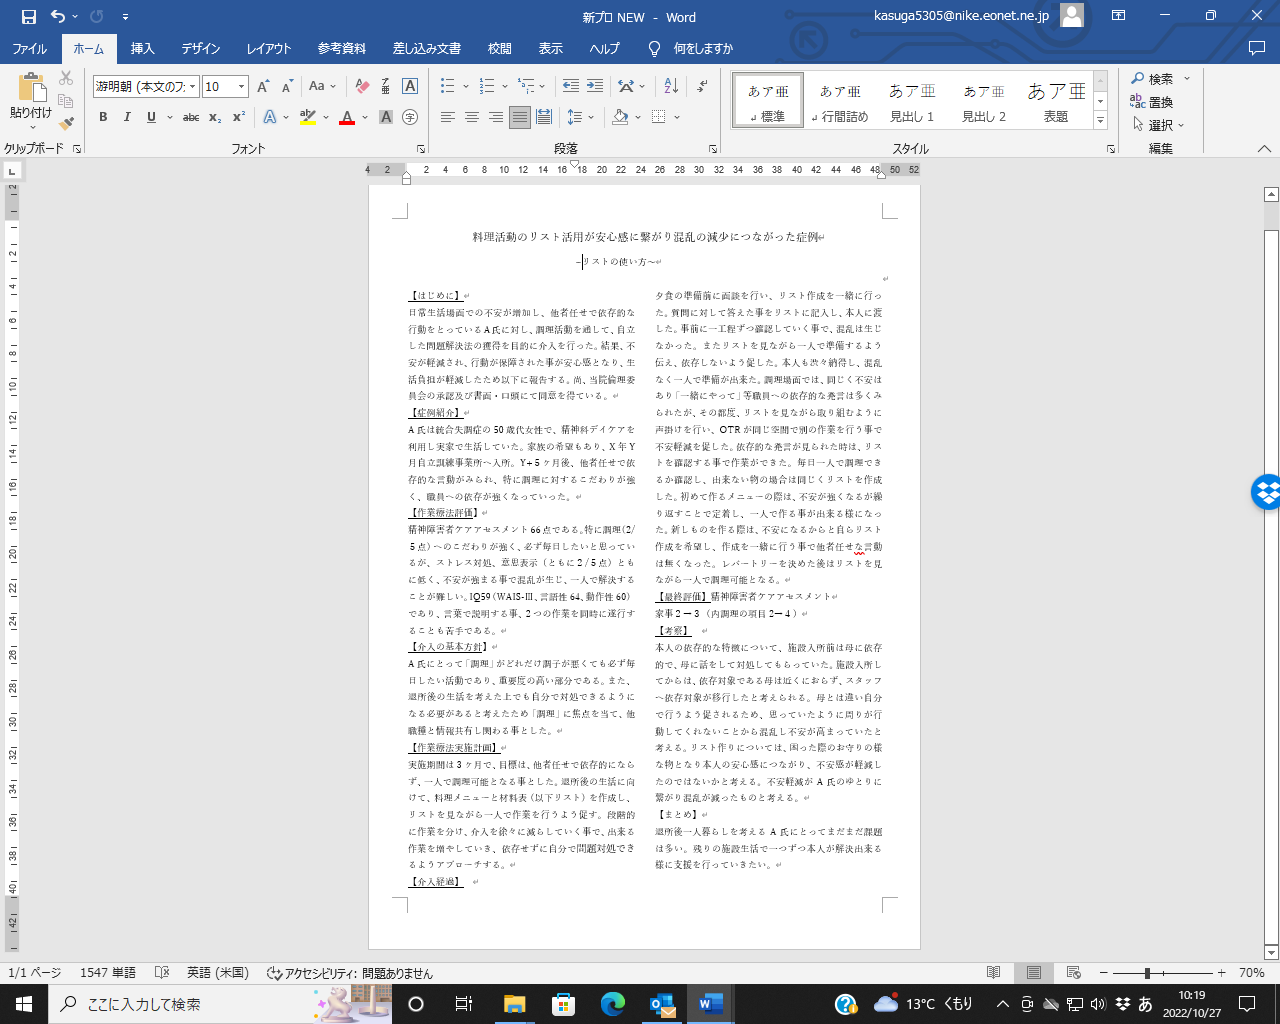 新プロ NEW - Word
kasuga5305@nike.eonet.ne.jp
ファイル ホーム 挿入 デザイン レイアウト 参考資料 差し込み文書 校閲 表示 ヘルプ 何をしますか
貼り付け
クリップボード
游明朝 (本文のフ 10
フォント
段落
あア亜 あア亜 あア亜 あア亜 あア亜
↲ 標準 ↲ 行間詰め 見出し 1 見出し 2 表題
スタイル
検索
置換
選択
編集
4 2 2 4 6 8 10 12 14 16 18 20 22 24 26 28 30 32 34 36 38 40 42 44 46 48 50 52
料理活動のリスト活用が安心感に繋がり混乱の減少につながった症例
~リストの使い方~
【はじめに】
日常生活場面での不安が増加し、他者任せで依存的な
行動をとっている A 氏に対し、調理活動を通して、自立
した問題解決法の獲得を目的に介入を行った。結果、不
安が軽減され、行動が保障された事が安心感となり、生
活負担が軽減したため以下に報告する。尚、当院倫理委
員会の承認及び書面・口頭にて同意を得ている。
【症例紹介】
A 氏は統合失調症の 50 歳代女性で、精神科デイケアを
利用し実家で生活していた。家族の希望もあり、X 年 Y
月自立訓練事業所へ入所。Y+5 ケ月後、他者任せで依
存的な言動がみられ、特に調理に対するこだわりが強
く、職員への依存が強くなっていった。
【作業療法評価】
精神障害者ケアアセスメント 66 点である。特に調理(2/
5 点)へのこだわりが強く、必ず毎日したいと思ってい
るが、ストレス対処、意思表示(ともに 2 / 5 点)とも
に低く、不安が強まる事で混乱が生じ、一人で解決する
ことが難しい。IQ59(WAIS-Ⅲ、言語性 64、動作性 60)
であり、言葉で説明する事、2 つの作業を同時に遂行す
ることも苦手である。
【介入の基本方針】
A 氏にとって「調理」がどれだけ調子が悪くても必ず毎
日したい活動であり、重要度の高い部分である。また、
退所後の生活を考えた上でも自分で対処できるように
なる必要があると考えたため「調理」に焦点を当て、他
職種と情報共有し関わる事とした。
【作業療法実施計画】
実施期間は 3 ケ月で、目標は、他者任せで依存的になら
ず、一人で調理可能となる事とした。退所後の生活に向
けて、料理メニューと材料表(以下リスト)を作成し、
リストを見ながら一人で作業を行うよう促す。段階的
に作業を分け、介入を徐々に減らしていく事で、出来る
作業を増やしていき、依存せずに自分で問題対処でき
るようアプローチする。
【介入経過】
夕食の準備前に面談を行い、リスト作成を一緒に行っ
た。質問に対して答えた事をリストに記入し、本人に渡
した。事前に一工程ずつ確認していく事で、混乱は生じ
なかった。またリストを見ながら一人で準備するよう
伝え、依存しないよう促した。本人も渋々納得し、混乱
なく一人で準備が出来た。調理場面では、同じく不安は
あり「一緒にやって」等職員への依存的な発言は多くみ
られたが、その都度、リストを見ながら取り組むように
声掛けを行い、OTR が同じ空間で別の作業を行う事で
不安軽減を促した。依存的な発言が見られた時は、リス
トを確認する事で作業ができた。毎日一人で調理でき
るか確認し、出来ない物の場合は同じくリストを作成
した。初めて作るメニューの際は、不安が強くなるが繰
り返すことで定着し、一人で作る事が出来る様になっ
た。新しものを作る際は、不安になるからと自らリスト
作成を希望し、作成を一緒に行う事で他者任せな言動
は無くなった。レパートリーを決めた後はリストを見
ながら一人で調理可能となる。
【最終評価】精神障害者ケアアセスメント
家事 2 → 3 (内調理の項目 2→ 4 )
【考察】
本人の依存的な特徴について、施設入所前は母に依存
的で、母に話をして対処してもらっていた。施設入所し
てからは、依存対象である母は近くにおらず、スタッフ
へ依存対象が移行したと考えられる。母とは違い自分
で行うよう促されるため、思っていたように周りが行
動してくれないことから混乱し不安が高まっていたと
考える。リスト作りについては、困った際のお守りの様
な物となり本人の安心感につながり、不安感が軽減し
たのではないかと考える。不安軽減が A 氏のゆとりに
繋がり混乱が減ったものと考える。
【まとめ】
退所後一人暮らしを考える A 氏にとってまだまだ課題
は多い。残りの施設生活で一つずつ本人が解決出来る
様に支援を行っていきたい。
1/1 ページ 1547 単語 英語 (米国) アクセシビリティ: 問題ありません 70%
ここに入力して検索
13°C くもり
あ
10:19
2022/10/27